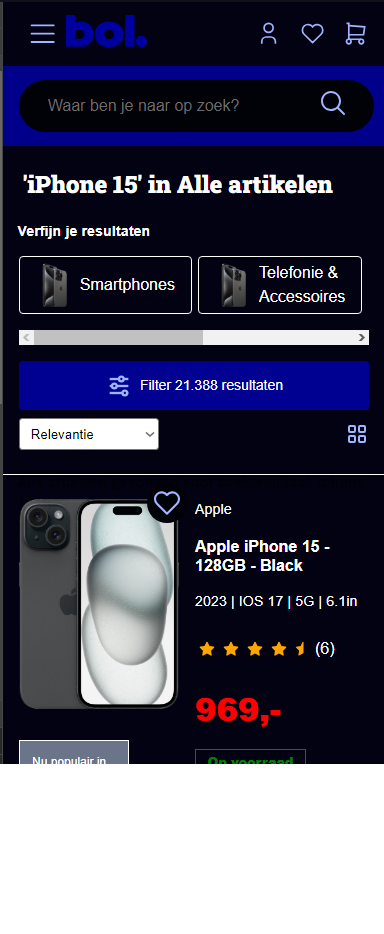 bol.
Waar ben je naar op zoek?
'iPhone 15' in Alle artikelen
Verfijn je resultaten
Smartphones
Telefonie &
Accessoires
Filter 21.388 resultaten
Relevantie
Apple
Apple iPhone 15 -
128GB - Black
2023 | IOS 17 | 5G | 6.1in
(6)
969,-
Nu populair in
Op voorraad